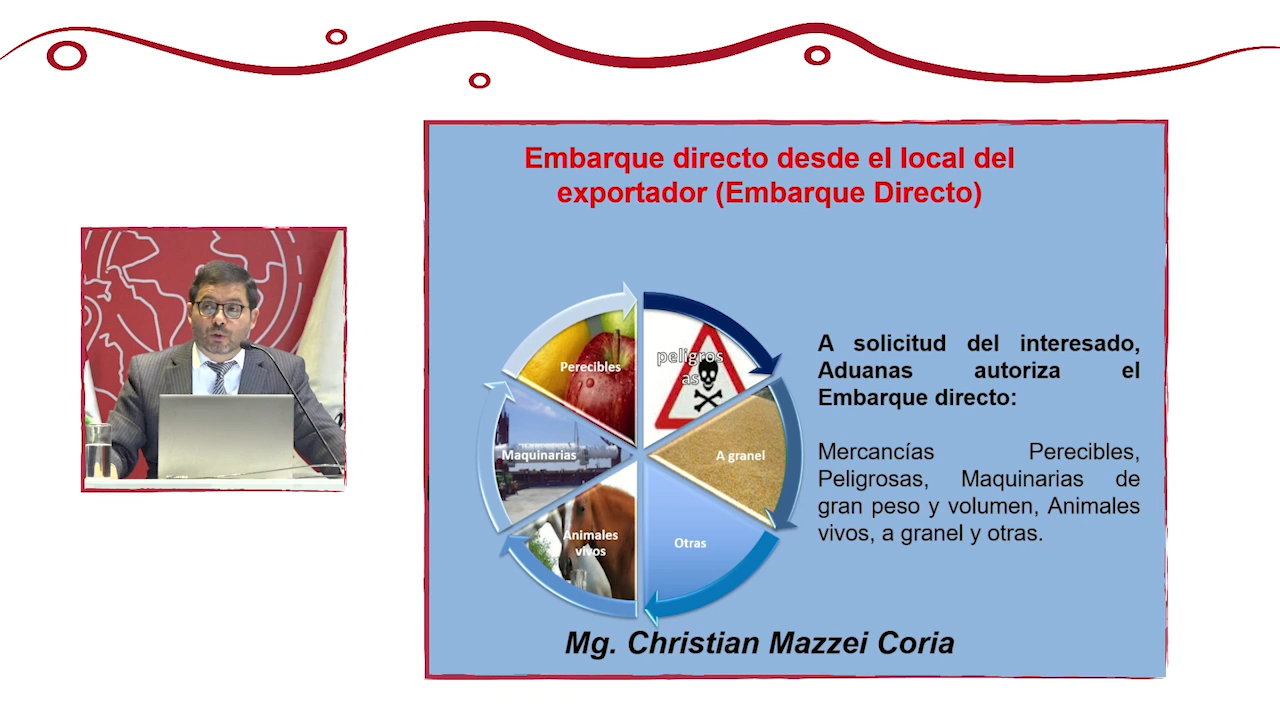 Embarque directo desde el local del
exportador (Embarque Directo)
Perecibles
peligros
as
Maquinarias
A granel
Animales
vivos
Otras
A solicitud del interesado,
Aduanas autoriza el
Embarque directo:
Mercancías Perecibles,
Peligrosas, Maquinarias de
gran peso y volumen, Animales
vivos, a granel y otras.
Mg. Christian Mazzei Coria